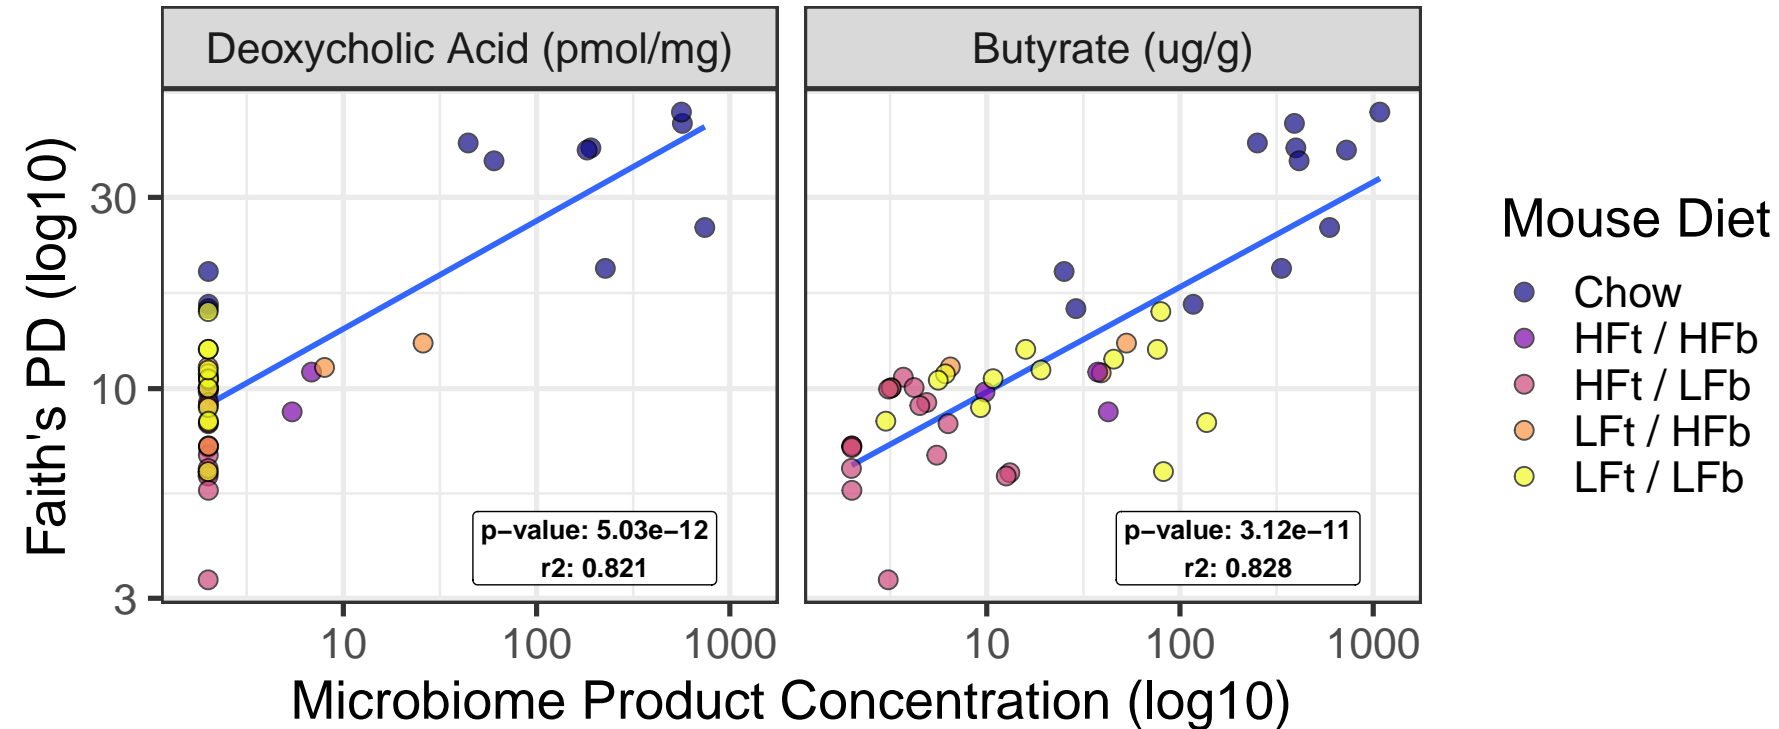 Deoxycholic Acid (pmol/mg)
Butyrate (ug/g)
Faith's PD (log10)
30
10
3
p−value: 5.03e−12
r2: 0.821
p−value: 3.12e−11
r2: 0.828
10 100 1000
10 100 1000
Microbiome Product Concentration (log10)
Mouse Diet
Chow
HFt / HFb
HFt / LFb
LFt / HFb
LFt / LFb